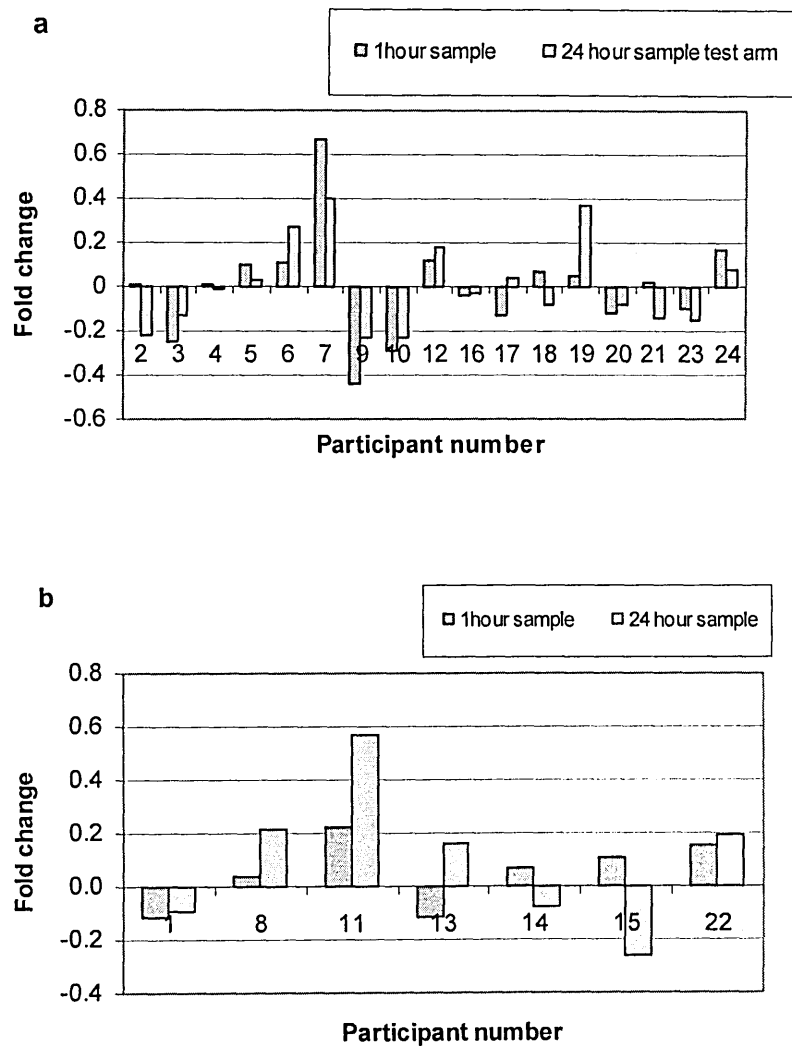 a
1hour sample 24 hour sample test arm
0.8
0.6
0.4
0.2
0
-0.2
-0.4
-0.6
Fold change
2 3 4 5 6 7 9 10 12 16 17 18 19 20 21 23 24
Participant number
b
1hour sample 24 hour sample
0.8
0.6
0.4
0.2
0.0
-0.2
-0.4
Fold change
1 8 11 13 14 15 22
Participant number